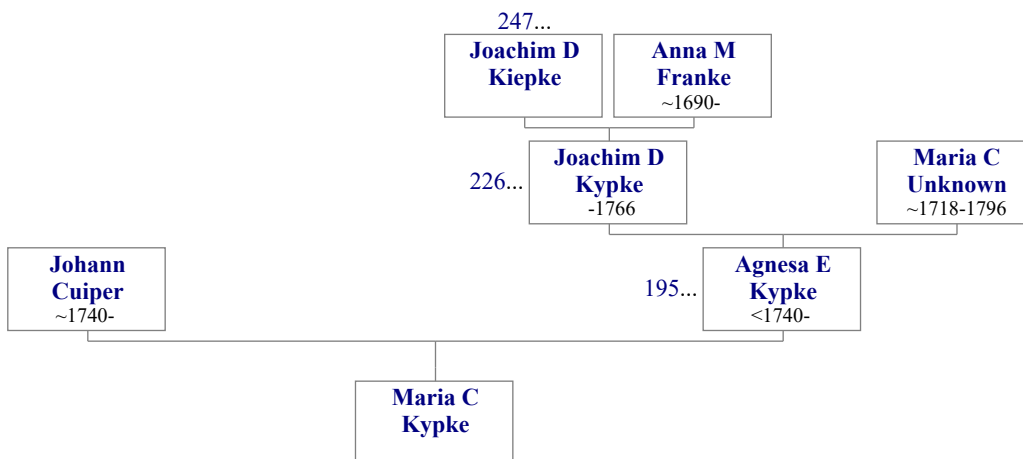 247...
Joachim D
Kiepke
Anna M
Franke
~1690-
226...
Joachim D
Kypke
-1766
Maria C
Unknown
~1718-1796
Johann
Cuiper
~1740-
195...
Agnesa E
Kypke
<1740-
Maria C
Kypke